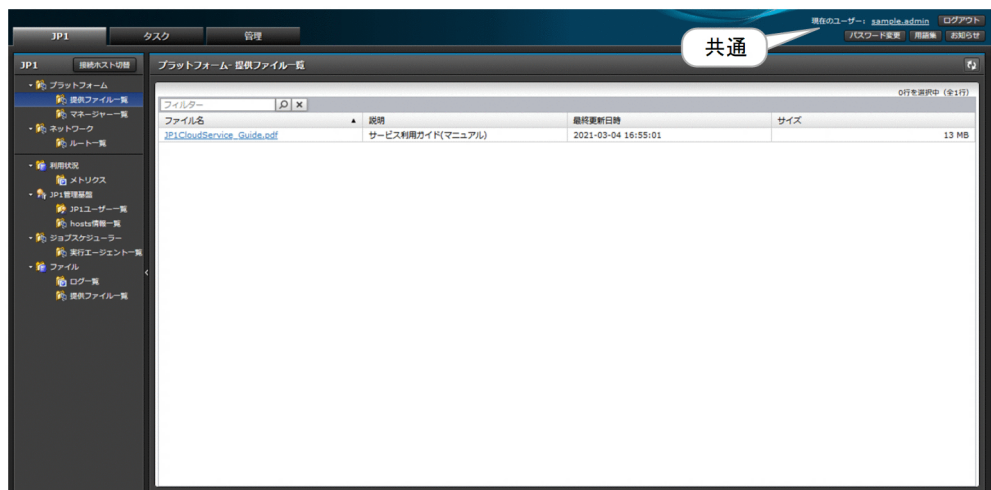 現在のユーザー: sample.admin ログアウト
JP1 タスク 管理
共通
パスワード変更 用語集 お知らせ
JP1 接続ホスト切替
プラットフォーム- 提供ファイル一覧
プラットフォーム
提供ファイル一覧
マネージャー一覧
ネットワーク
ルート一覧
利用状況
メトリクス
JP1管理基盤
JP1ユーザー一覧
hosts情報一覧
ジョブスケジューラー
実行エージェント一覧
ファイル
ログ一覧
提供ファイル一覧
0行を選択中 (全1行)
フィルター
ファイル名 ▲ 説明 最終更新日時 サイズ
JP1CloudService_Guide.pdf サービス利用ガイド(マニュアル) 2021-03-04 16:55:01 13 MB